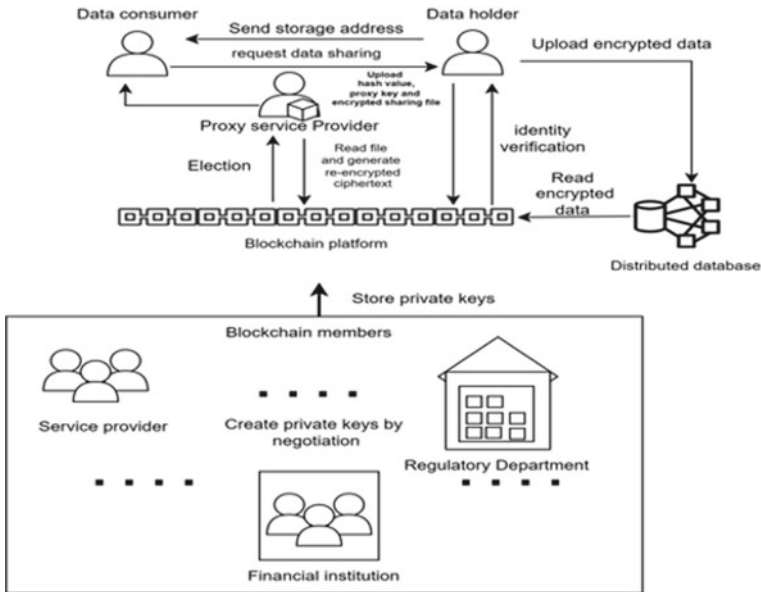 Data consumer
Data holder
Send storage address
request data sharing
Upload encrypted data
Upload
hash value,
proxy key and
encrypted sharing file
Proxy service Provider
identity
verification
Election
Read file
and generate
re-encrypted
ciphertext
Read
encrypted
data
Blockchain platform
Distributed database
Store private keys
Blockchain members
Service provider
Create private keys by
negotiation
Regulatory Department
Financial institution